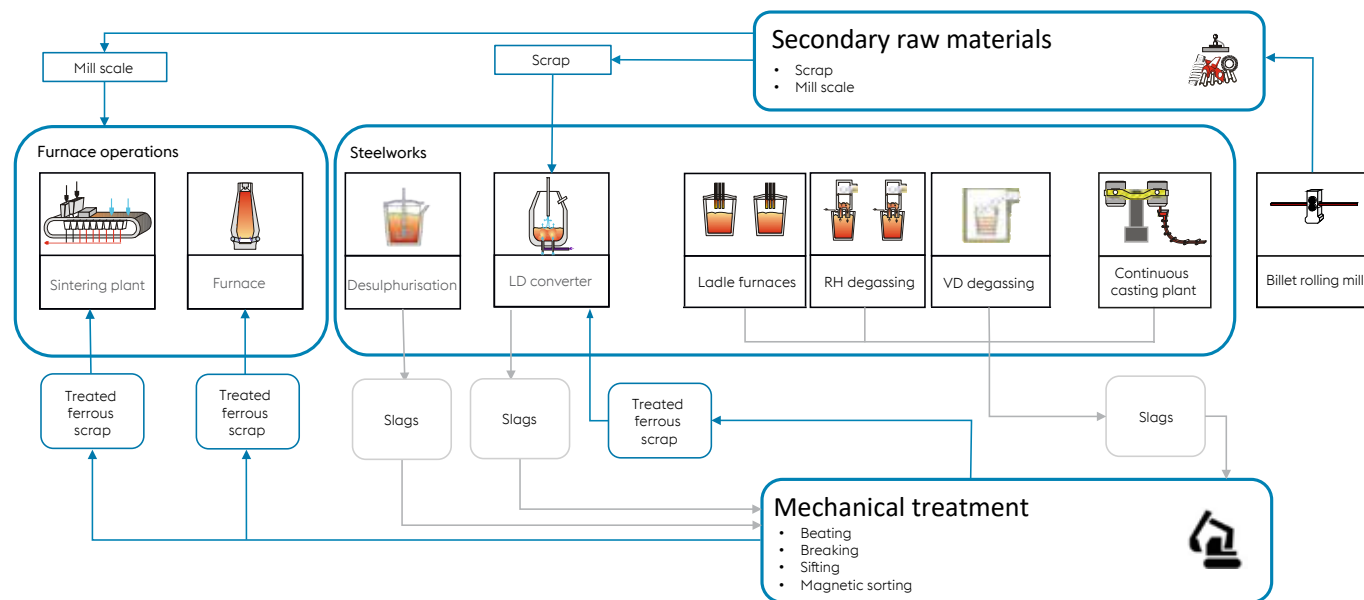 Secondary raw materials
• Scrap
• Mill scale
Mill scale
Scrap
Furnace operations
Steelworks
Sintering plant
Furnace
Desulphurisation
LD converter
Ladle furnaces
RH degassing
VD degassing
Continuous
casting plant
Billet rolling mill
Treated
ferrous
scrap
Treated
ferrous
scrap
Slags
Slags
Treated
ferrous
scrap
Slags
Mechanical treatment
• Beating
• Breaking
• Sifting
• Magnetic sorting